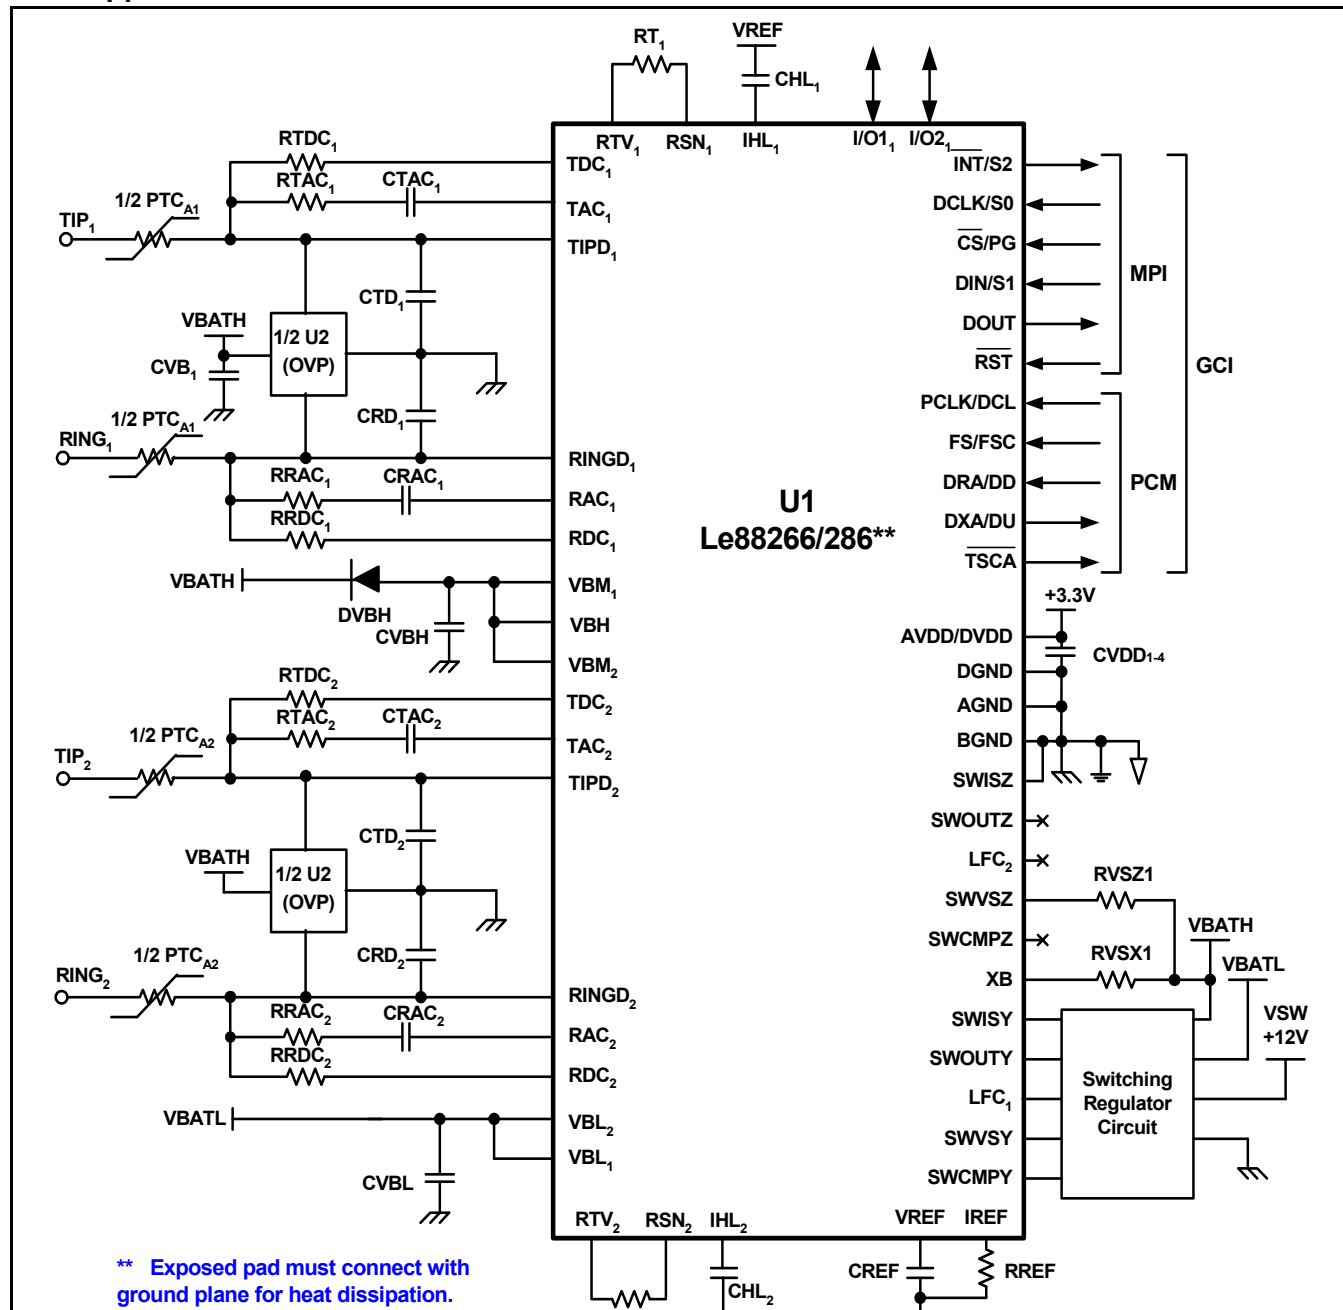 RT1
VREF
CHL1
RTV1
RSN1
IHL1
I/O11
I/O21
RTDC1
TDC1
RTAC1
CTAC1
TAC1
1/2 PTCA1
TIP1
TIPD1
CTD1
VBATH
1/2 U2
(OVP)
CVB1
CRD1
1/2 PTCA1
RING1
RINGD1
RRAC1
CRAC1
RAC1
RRDC1
RDC1
VBATH
DVBH
CVBH
VBM1
VBH
VBM2
RTDC2
TDC2
RTAC2
CTAC2
TAC2
1/2 PTCA2
TIP2
TIPD2
CTD2
VBATH
1/2 U2
(OVP)
CRD2
1/2 PTCA2
RING2
RINGD2
RRAC2
CRAC2
RAC2
RRDC2
RDC2
VBATL
VBL2
VBL1
CVBL
U1
Le88266/286**
INT/S2
DCLK/S0
CS/PG
DIN/S1
DOUT
RST
MPI
PCLK/DCL
FS/FSC
DRA/DD
DXA/DU
TSCA
PCM
GCI
+3.3V
AVDD/DVDD
CVDD1-4
DGND
AGND
BGND
SWISZ
SWOUTZ
LFC2
SWVSZ
RVSZ1
SWCMPZ
VBATH
XB
RVSX1
VBATL
SWISY
VSW
+12V
SWOUTY
LFC1
SWVSY
SWCMPY
Switching
Regulator
Circuit
RTV2
RSN2
IHL2
VREF
IREF
CHL2
CREF
RREF
** Exposed pad must connect with
ground plane for heat dissipation.